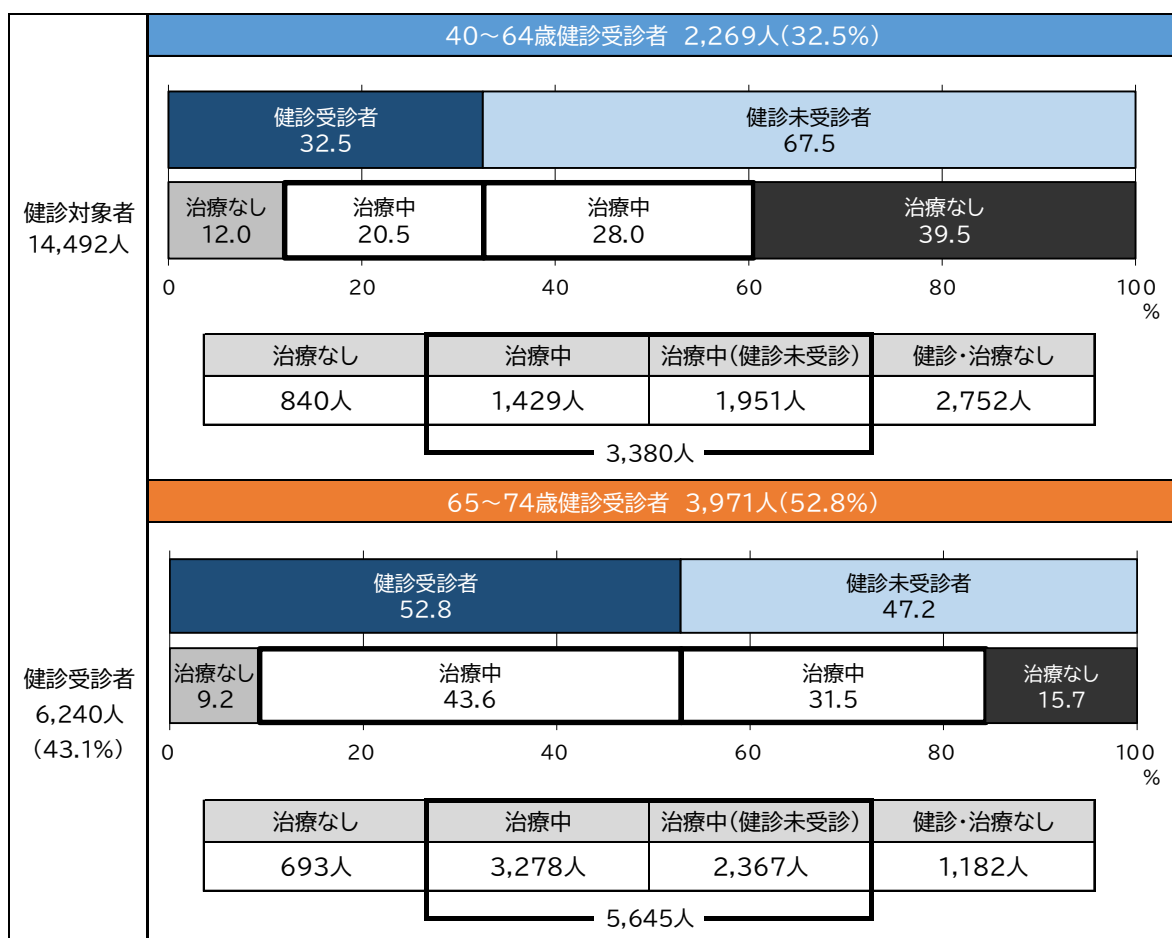 40～64歳健診受診者 2,269人(32.5%)
健診受診者
32.5
健診未受診者
67.5
治療なし
12.0
治療中
20.5
治療中
28.0
治療なし
39.5
0 20 40 60 80 100
%
健診対象者
14,492人
治療なし 治療中 治療中(健診未受診) 健診・治療なし
840人 1,429人 1,951人 2,752人
3,380人
65～74歳健診受診者 3,971人(52.8%)
健診受診者
52.8
健診未受診者
47.2
治療なし
9.2
治療中
43.6
治療中
31.5
治療なし
15.7
0 20 40 60 80 100
%
健診受診者
6,240人
(43.1%)
治療なし 治療中 治療中(健診未受診) 健診・治療なし
693人 3,278人 2,367人 1,182人
5,645人